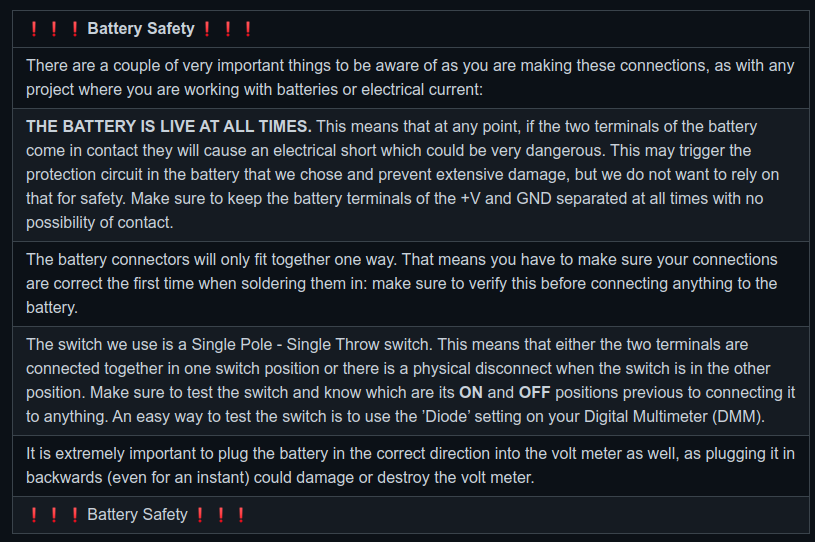 ❗❗❗ Battery Safety ❗❗❗
There are a couple of very important things to be aware of as you are making these connections, as with any
project where you are working with batteries or electrical current:
THE BATTERY IS LIVE AT ALL TIMES. This means that at any point, if the two terminals of the battery
come in contact they will cause an electrical short which could be very dangerous. This may trigger the
protection circuit in the battery that we chose and prevent extensive damage, but we do not want to rely on
that for safety. Make sure to keep the battery terminals of the +V and GND separated at all times with no
possibility of contact.
The battery connectors will only fit together one way. That means you have to make sure your connections
are correct the first time when soldering them in: make sure to verify this before connecting anything to the
battery.
The switch we use is a Single Pole - Single Throw switch. This means that either the two terminals are
connected together in one switch position or there is a physical disconnect when the switch is in the other
position. Make sure to test the switch and know which are its ON and OFF positions previous to connecting it
to anything. An easy way to test the switch is to use the ’Diode’ setting on your Digital Multimeter (DMM).
It is extremely important to plug the battery in the correct direction into the volt meter as well, as plugging it in
backwards (even for an instant) could damage or destroy the volt meter.
❗❗❗ Battery Safety ❗❗❗